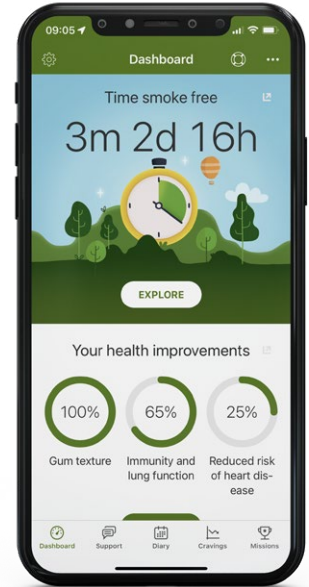 09:05
Dashboard
Time smoke free
3m 2d 16h
EXPLORE
Your health improvements
100%
65%
25%
Gum texture
Immunity and
lung function
Reduced risk
of heart dis-
ease
Dashboard
Support
Diary
Cravings
Missions